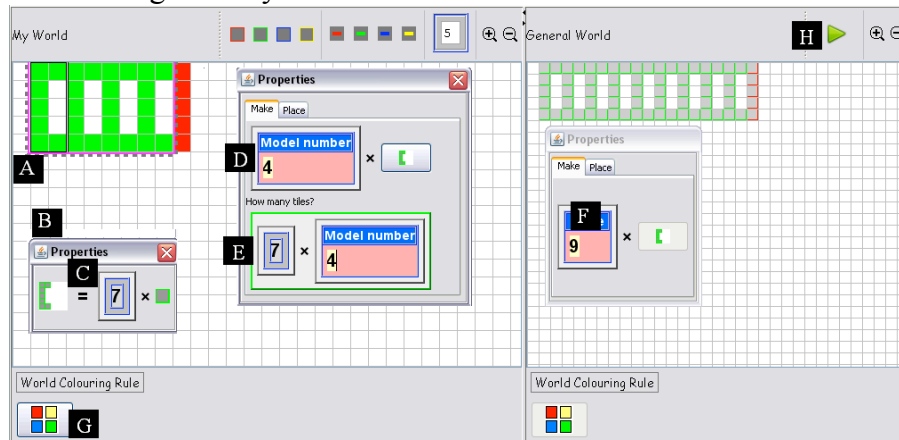 My World
5
General World
H
Properties
Make Place
D
Model number
4
×
How many tiles?
E
7 × Model number
4
A
B
Properties
C
= 7 ×
Properties
Make Place
F
9 ×
World Colouring Rule
G
World Colouring Rule